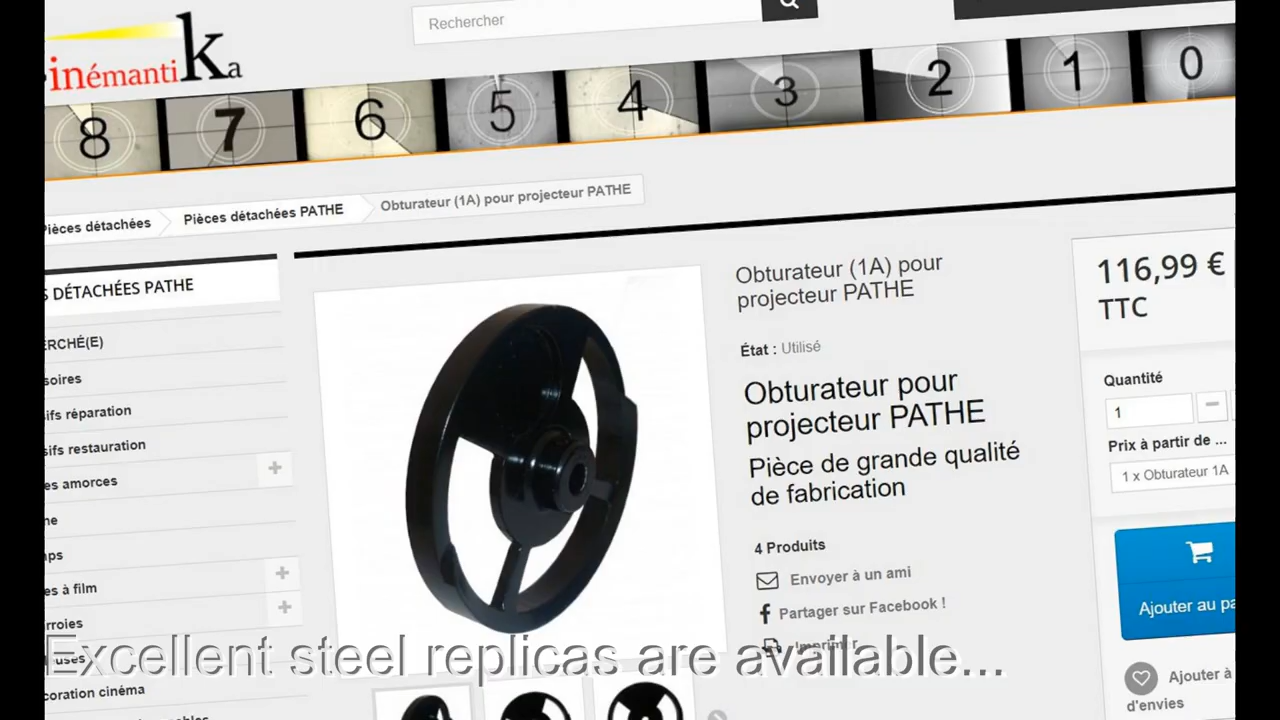 inémantiKa
Rechercher
8 7 6 5 4 3 2 1 0
Pièces détachées
Pièces détachées PATHE
Obturateur (1A) pour projecteur PATHE
DÉTACHÉES PATHE
ERCHÉ(E)
soires
sifs réparation
sifs restauration
es amorces
ne
mps
es à film
rroies
ouses
coration cinéma
Obturateur (1A) pour
projecteur PATHE
État : Utilisé
Obturateur pour
projecteur PATHE
Pièce de grande qualité
de fabrication
4 Produits
Envoyer à un ami
Partager sur Facebook !
Imprimer
116,99 €
TTC
Quantité
1
Prix à partir de ...
1 x Obturateur 1A
Ajouter au pa
Ajouter à
d'envies
Excellent steel replicas are available...